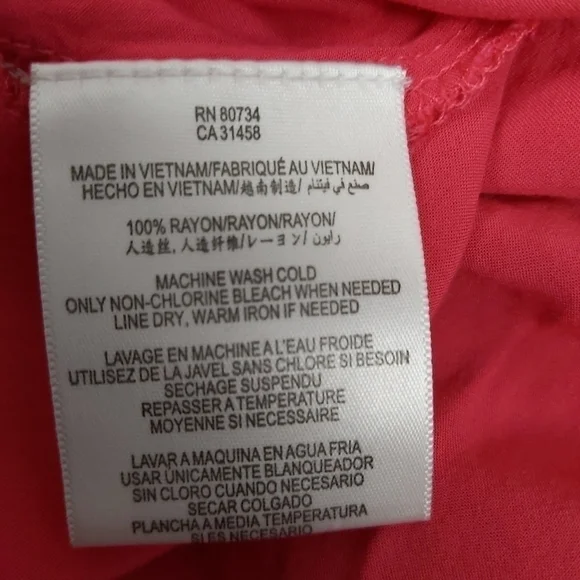 RN 80734
CA 31458
MADE IN VIETNAM/FABRIQUÉ AU VIETNAM/
HECHO EN VIETNAM/越南制造/ صنع في فيتنام
100% RAYON/RAYON/RAYON/
人造丝, 人造纤维/レーヨン/ رايون
MACHINE WASH COLD
ONLY NON-CHLORINE BLEACH WHEN NEEDED
LINE DRY, WARM IRON IF NEEDED
LAVAGE EN MACHINE A L'EAU FROIDE
UTILISEZ DE LA JAVEL SANS CHLORE SI BESOIN
SECHAGE SUSPENDU
REPASSER A TEMPERATURE
MOYENNE SI NECESSAIRE
LAVAR A MAQUINA EN AGUA FRIA
USAR ÚNICAMENTE BLANQUEADOR
SIN CLORO CUANDO NECESARIO
SECAR COLGADO
PLANCHA A MEDIA TEMPERATURA
SI ES NECESARIO